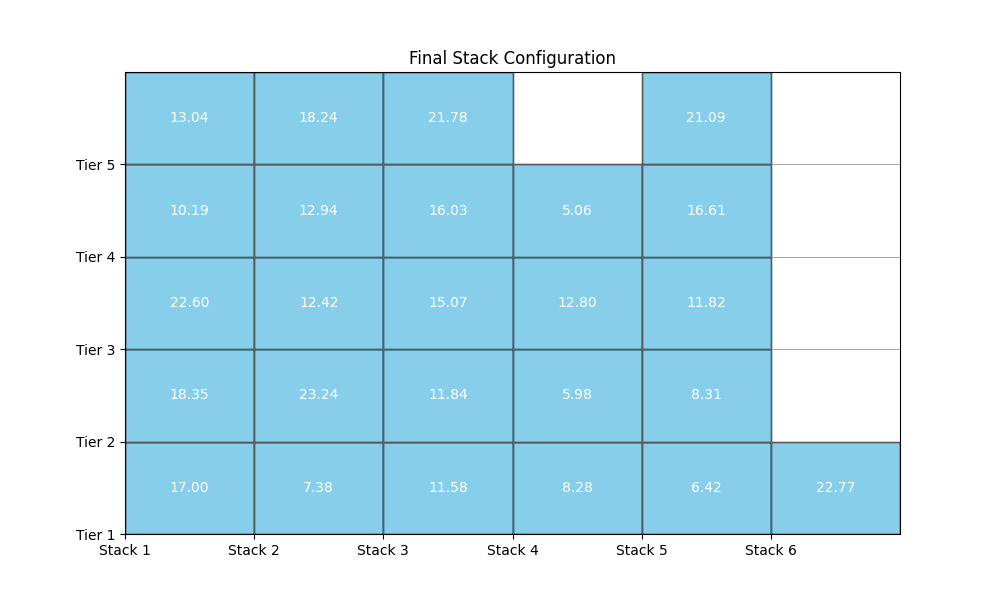 Final Stack Configuration
13.04 18.24 21.78 21.09
Tier 5
10.19 12.94 16.03 5.06 16.61
Tier 4
22.60 12.42 15.07 12.80 11.82
Tier 3
18.35 23.24 11.84 5.98 8.31
Tier 2
17.00 7.38 11.58 8.28 6.42 22.77
Tier 1
Stack 1 Stack 2 Stack 3 Stack 4 Stack 5 Stack 6